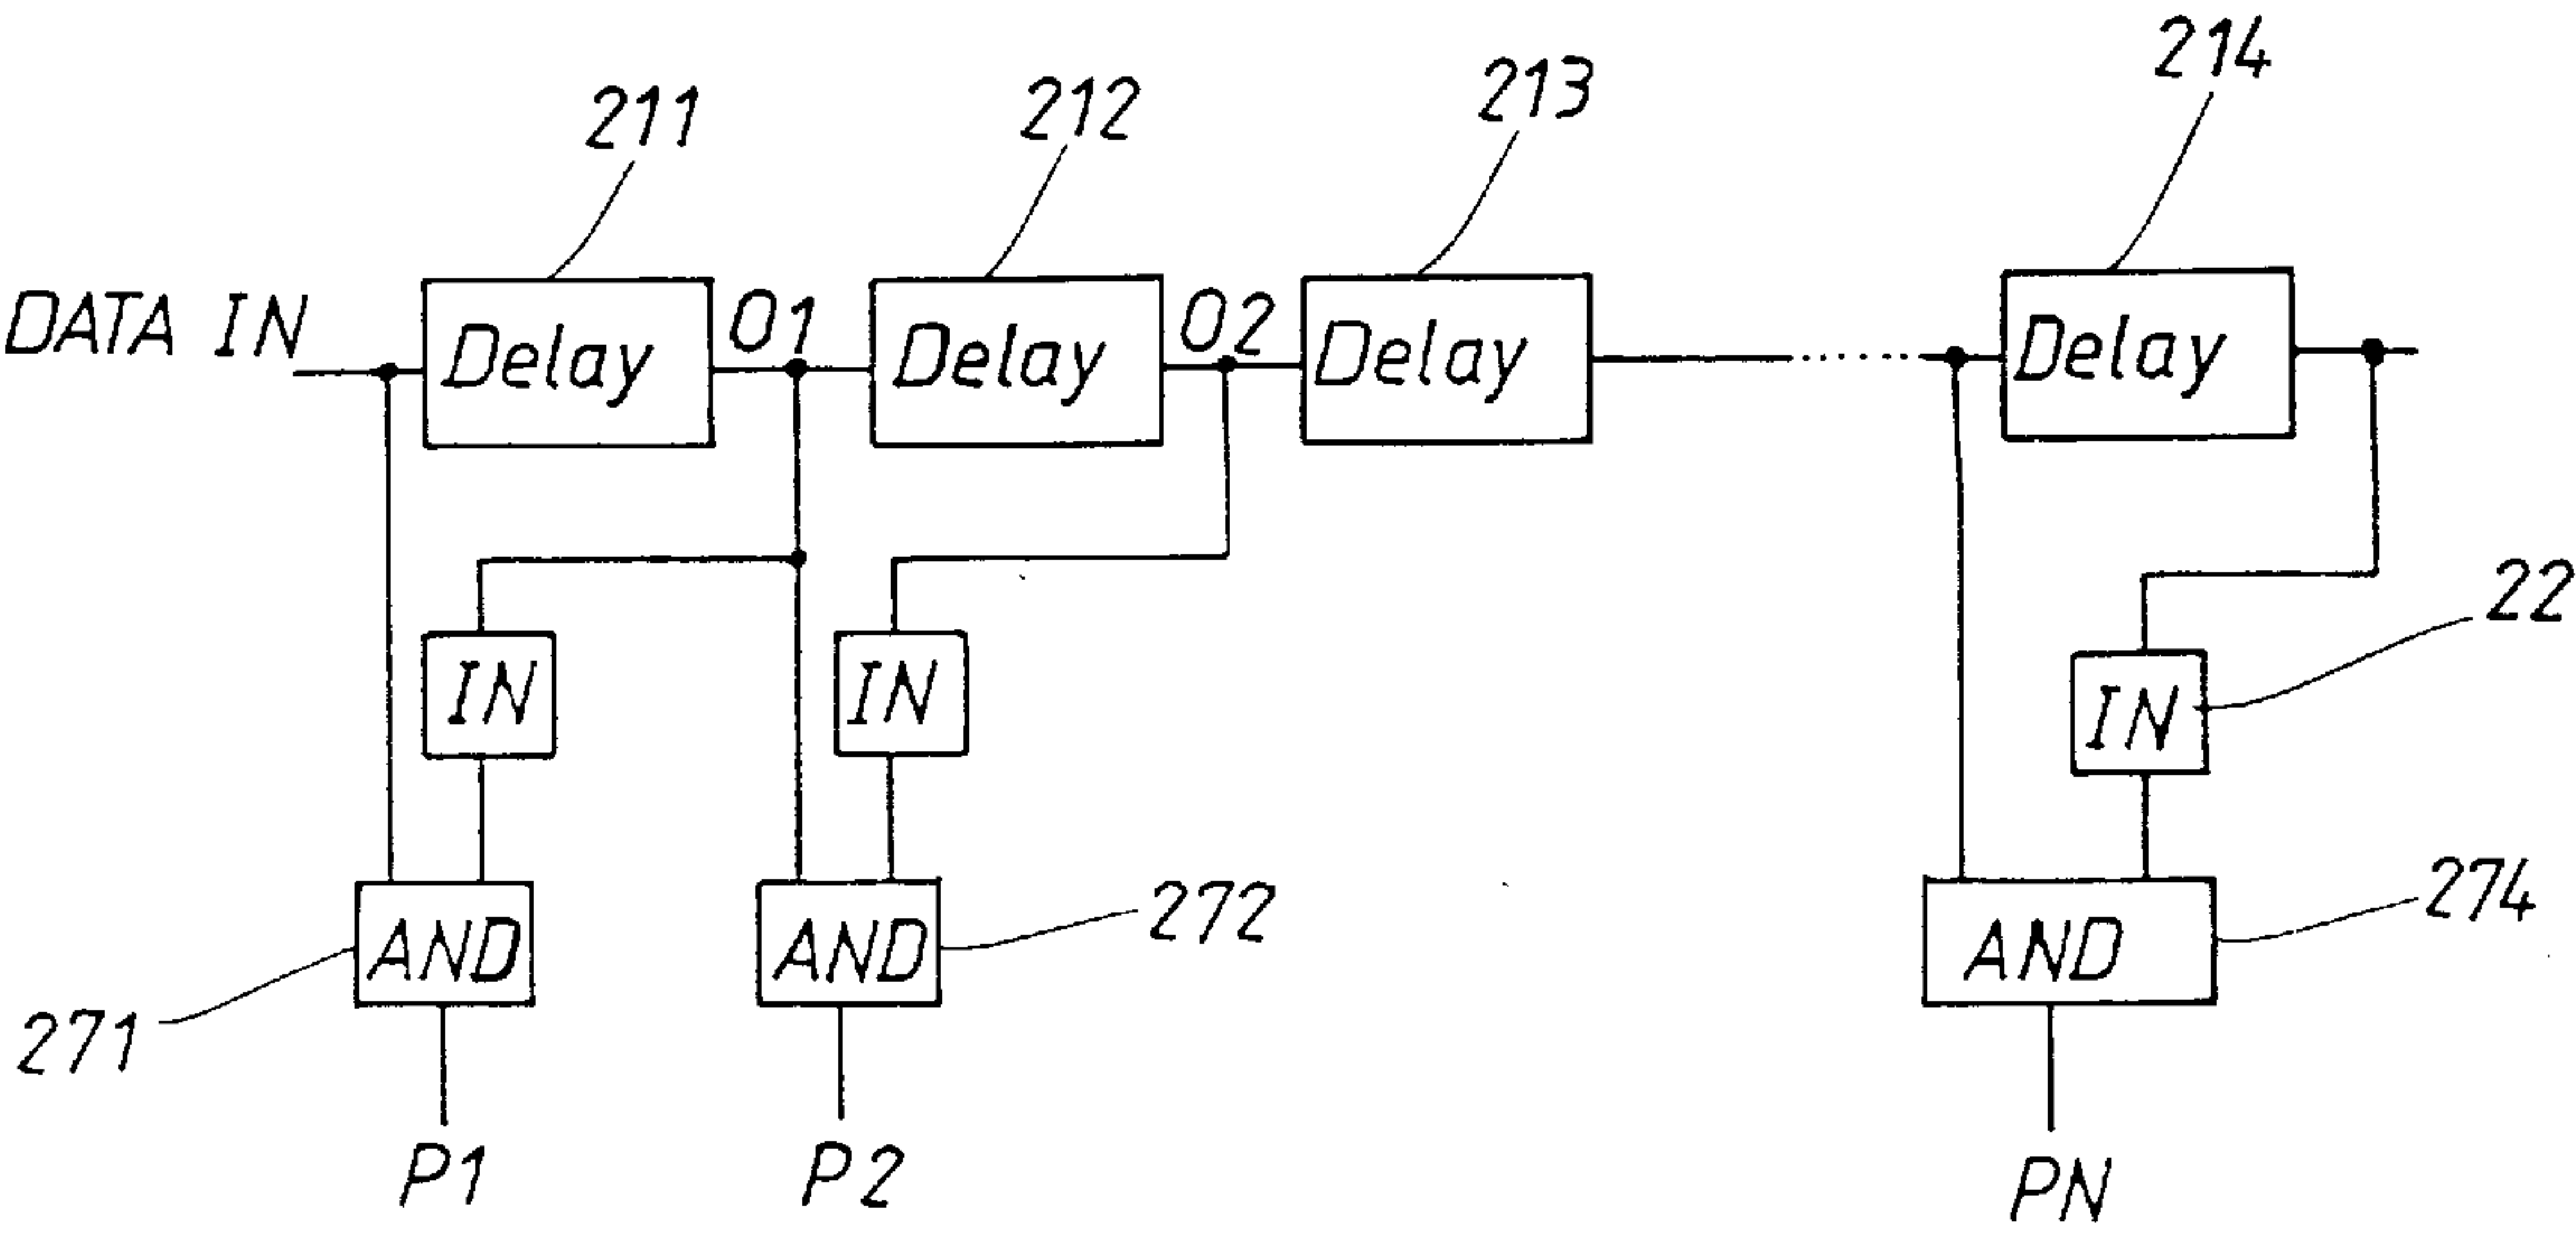 214
213
212
211
DATA IN
Delay
O1
Delay
O2
Delay
Delay
IN
IN
IN
22
AND
AND
AND
272
274
271
P1
P2
PN